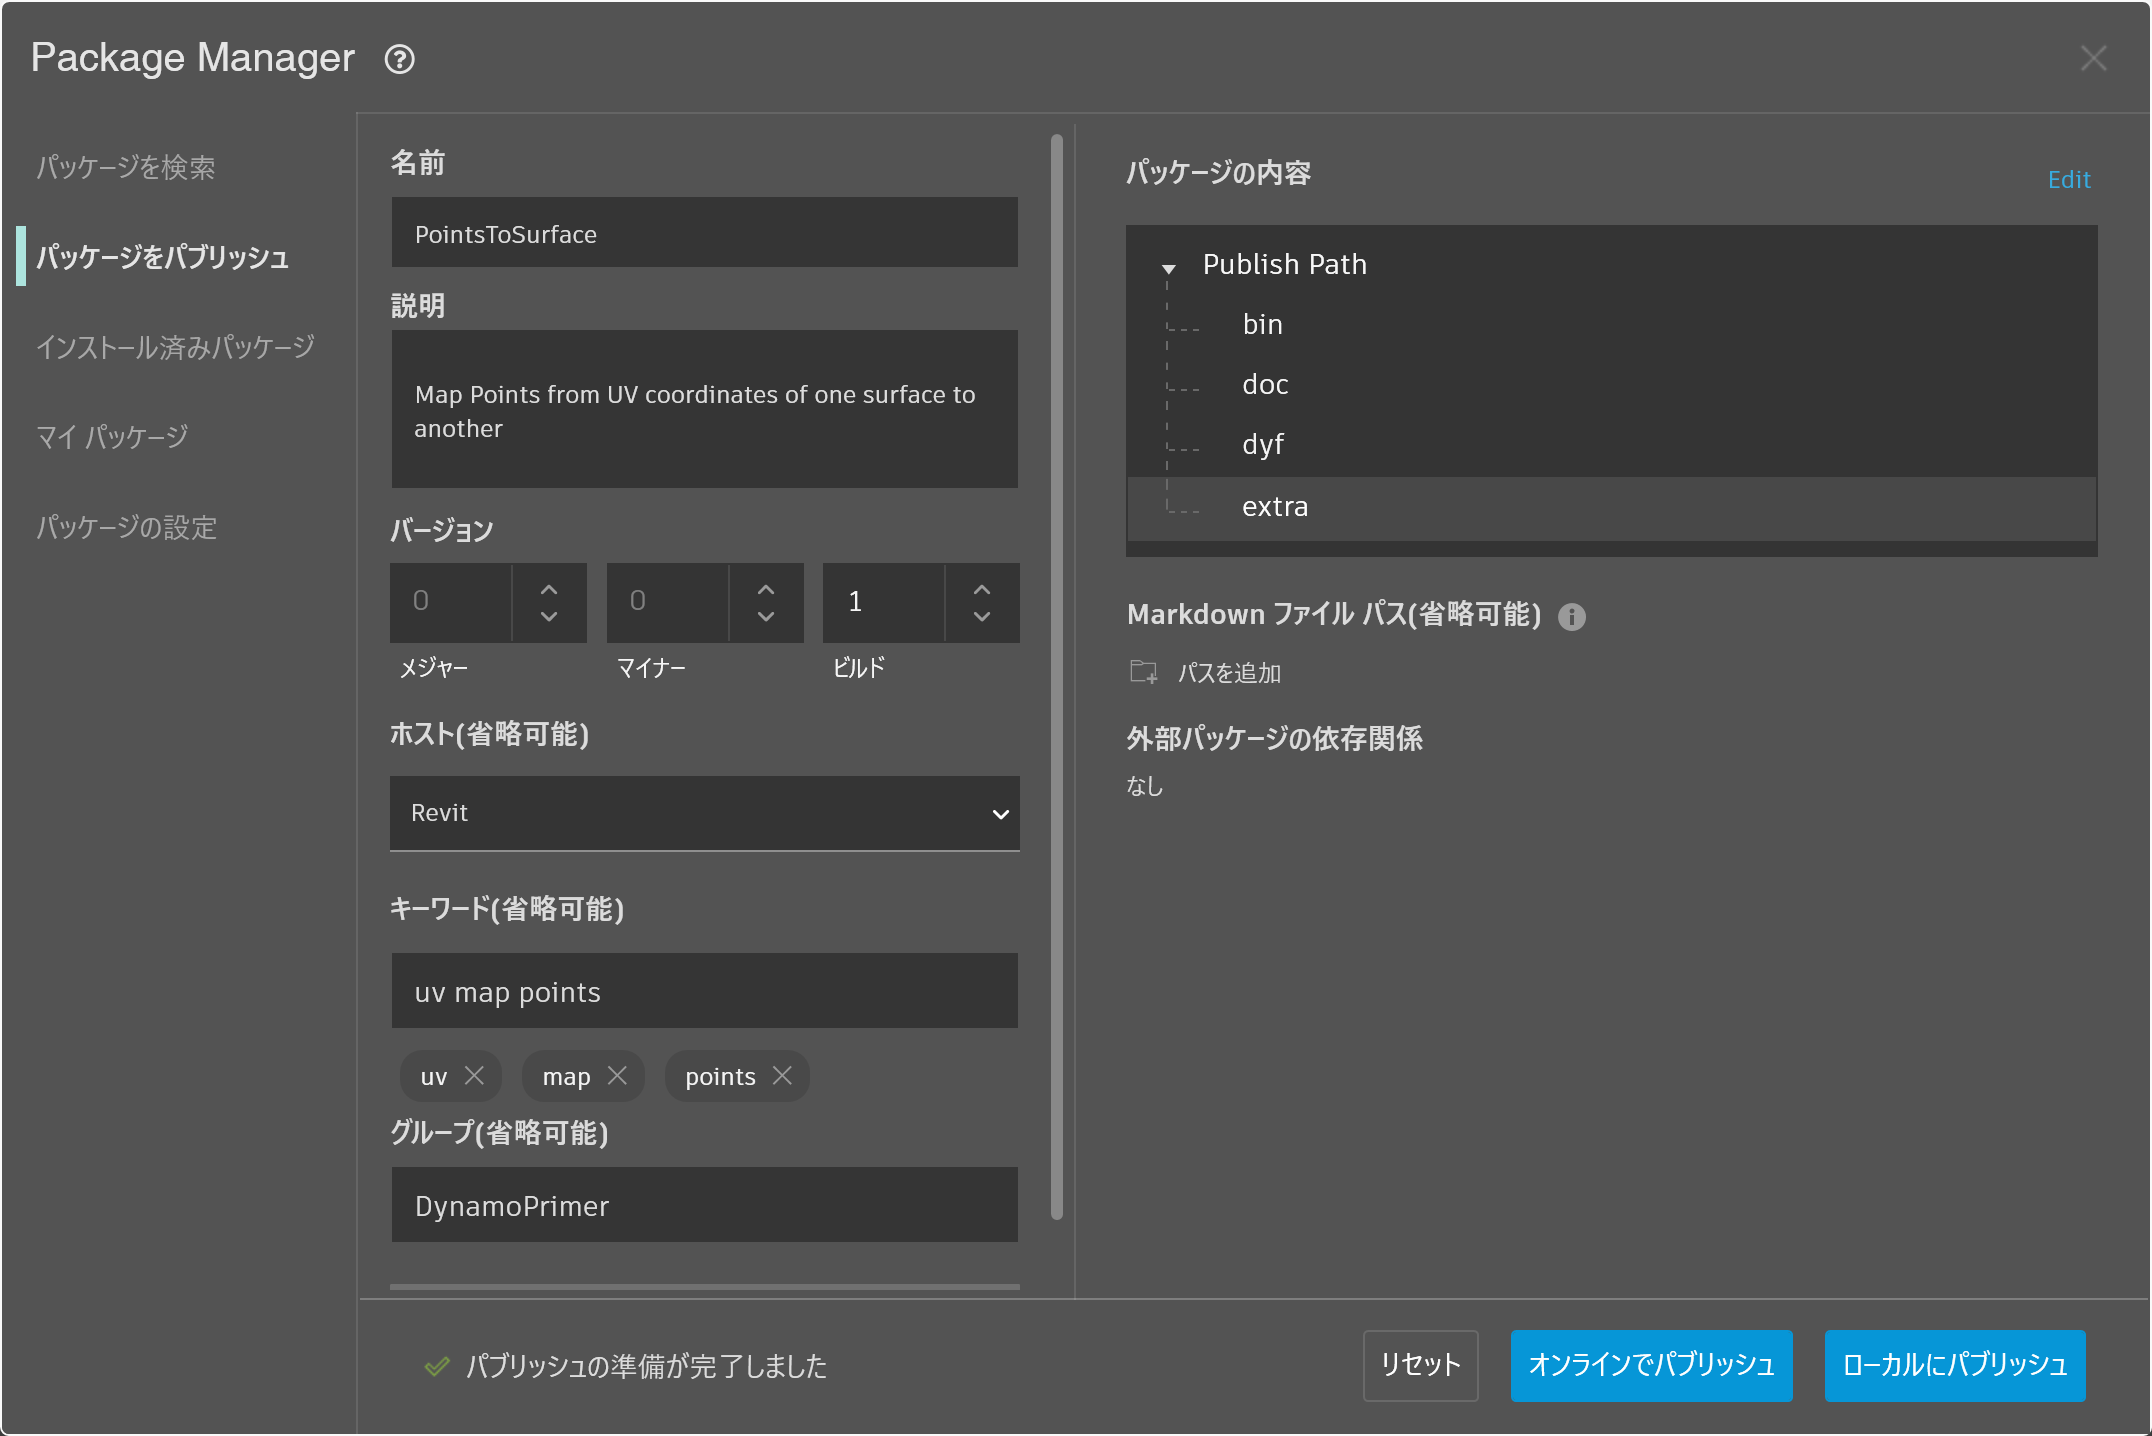 Package Manager
パッケージを検索
パッケージをパブリッシュ
インストール済みパッケージ
マイ パッケージ
パッケージの設定
名前
PointsToSurface
説明
Map Points from UV coordinates of one surface to
another
バージョン
0 0 1
メジャー マイナー ビルド
ホスト(省略可能)
Revit
キーワード(省略可能)
uv map points
uv map points
グループ(省略可能)
DynamoPrimer
パッケージの内容 Edit
Publish Path
bin
doc
dyf
extra
Markdown ファイル パス(省略可能)
パスを追加
外部パッケージの依存関係
なし
パブリッシュの準備が完了しました
リセット オンラインでパブリッシュ ローカルにパブリッシュ